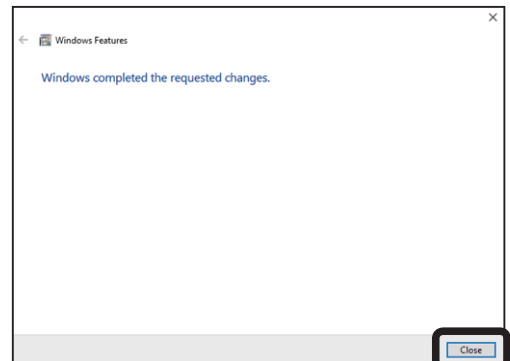 Windows Features
Windows completed the requested changes.
Close